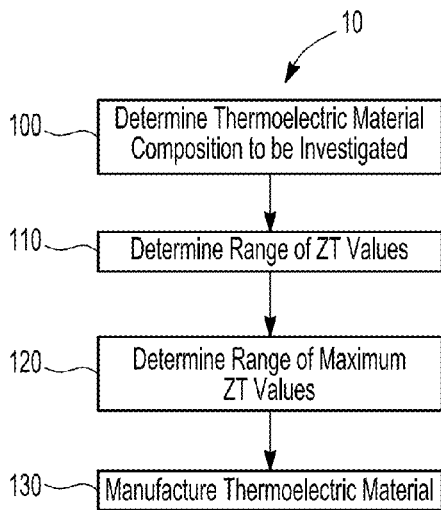 10
100
Determine Thermoelectric Material
Composition to be Investigated
110
Determine Range of ZT Values
120
Determine Range of Maximum
ZT Values
130
Manufacture Thermoelectric Material